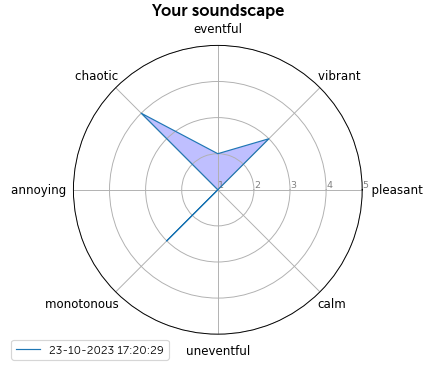 Your soundscape
eventful
chaotic
vibrant
annoying
1
2
3
4
5
pleasant
monotonous
calm
23-10-2023 17:20:29
uneventful